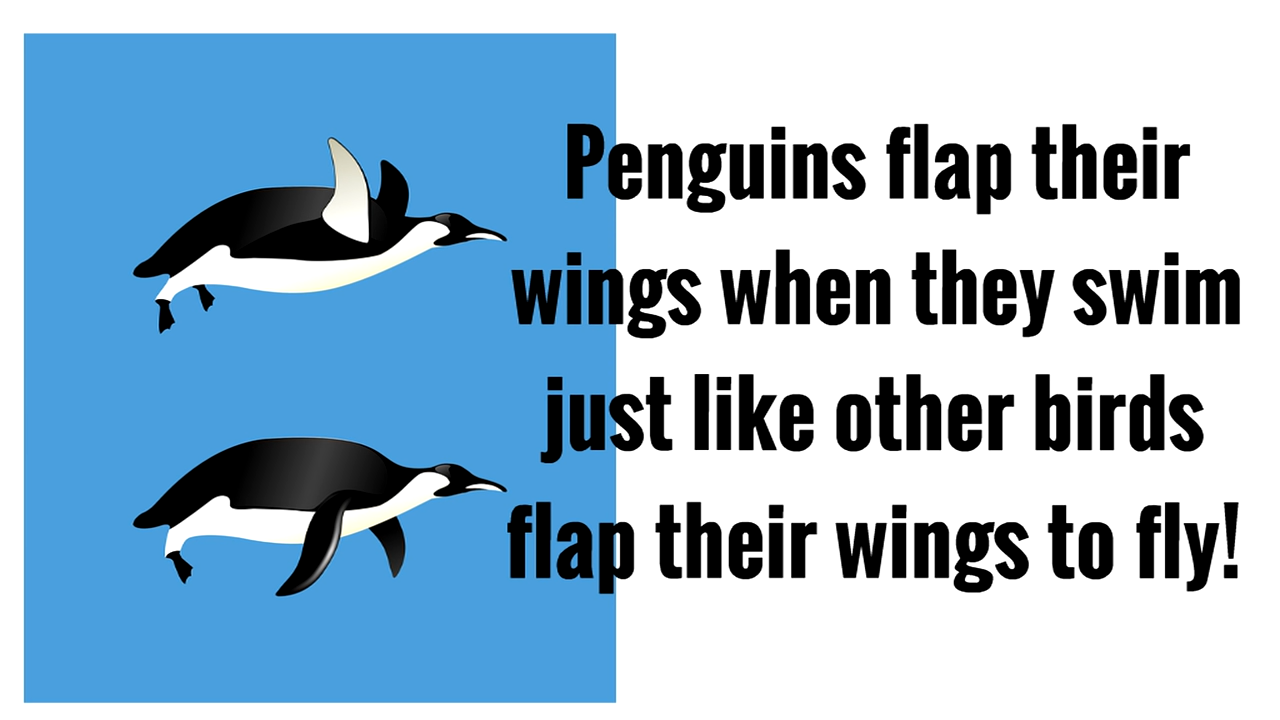 Penguins flap their
wings when they swim
just like other birds
flap their wings to fly!